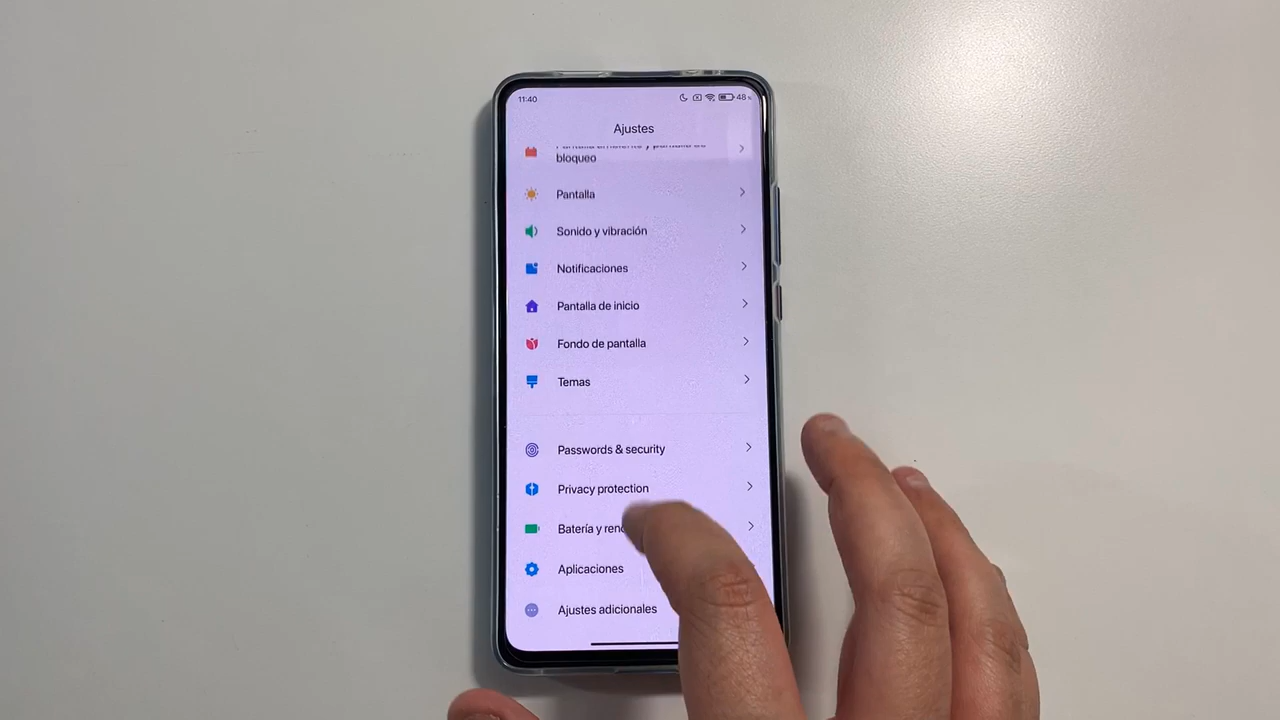 11:40
48
Ajustes
bloqueo
Pantalla
Sonido y vibración
Notificaciones
Pantalla de inicio
Fondo de pantalla
Temas
Passwords & security
Privacy protection
Batería y
Aplicaciones
Ajustes adicionales